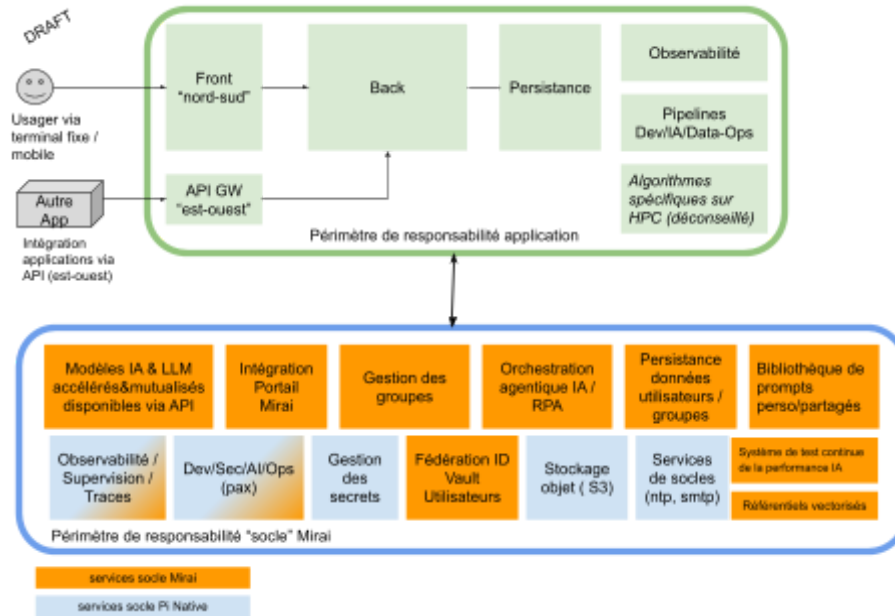 DRAFT
Usager via
terminal fixe /
mobile
Autre
App
Intégration
applications via
API (est-ouest)
Front
"nord-sud"
Back
Persistance
API GW
"est-ouest"
Observabilité
Pipelines
Dev/IA/Data-Ops
Algorithmes
spécifiques sur
HPC (déconseillé)
Périmètre de responsabilité application
Modèles IA & LLM
accélérés&mutualisés
disponibles via API
Intégration
Portail
Mirai
Gestion des
groupes
Orchestration
agentique IA /
RPA
Persistance
données
utilisateurs /
groupes
Bibliothèque de
prompts
perso/partagés
Observabilité /
Supervision /
Traces
Dev/Sec/AI/Ops
(pax)
Gestion
des
secrets
Fédération ID
Vault
Utilisateurs
Stockage
objet ( S3)
Services
de socles
(ntp, smtp)
Système de test continue
de la performance IA
Référentiels vectorisés
Périmètre de responsabilité "socle" Mirai
services socle Mirai
services socle Pi Native